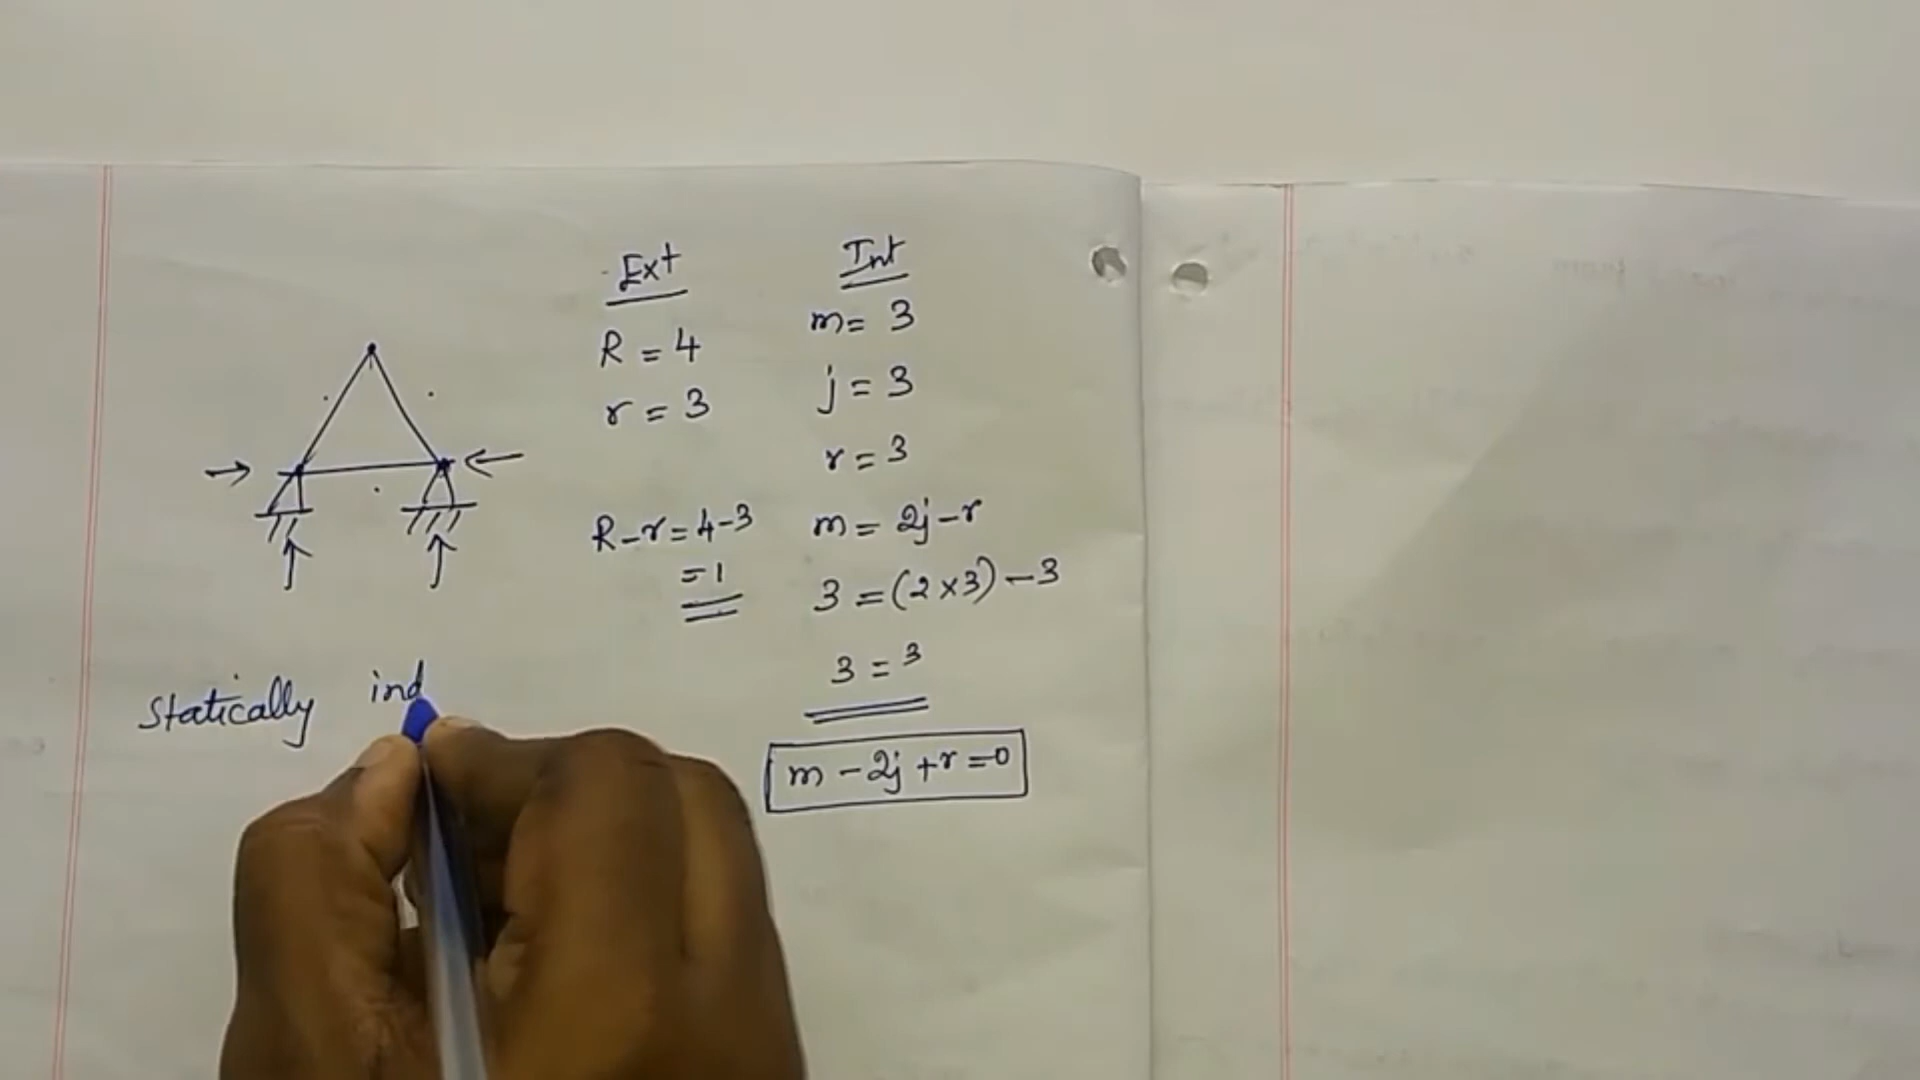 Ext
R = 4
r = 3
R - r = 4 - 3
= 1
Int
m = 3
j = 3
r = 3
m = 2j - r
3 = (2 × 3) - 3
3 = 3
m - 2j + r = 0
Statically ind